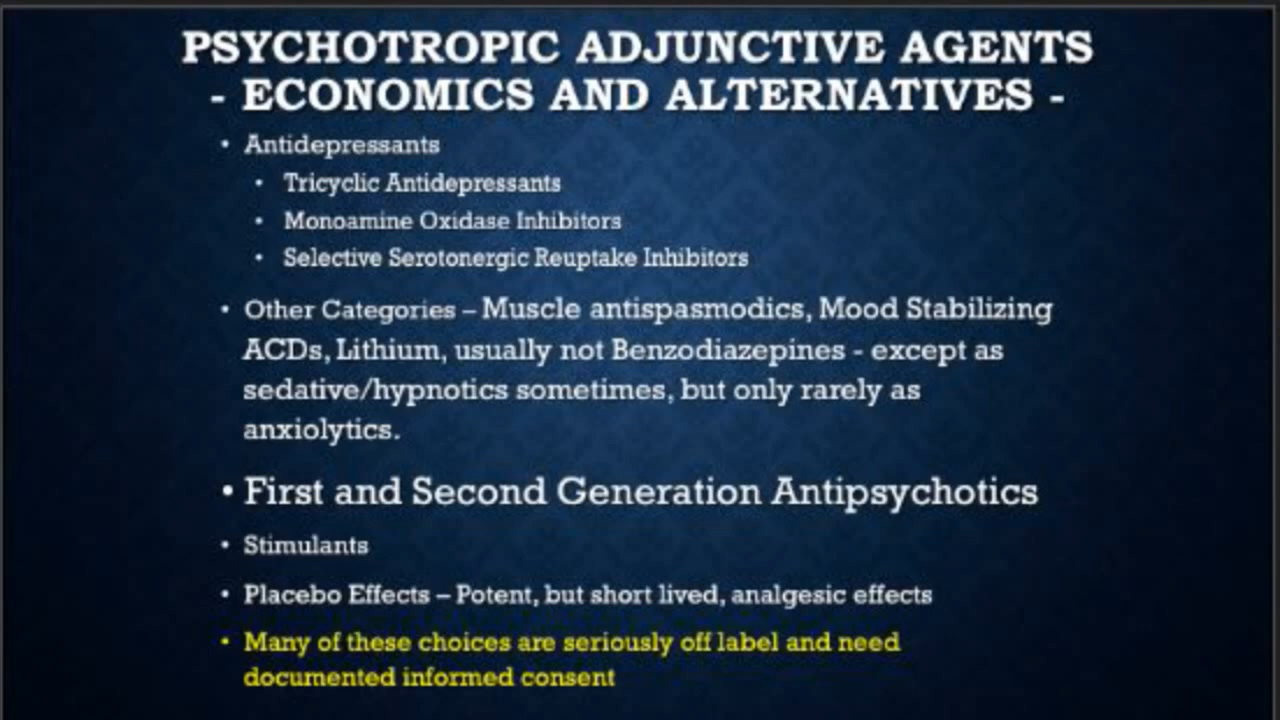 PSYCHOTROPIC ADJUNCTIVE AGENTS
- ECONOMICS AND ALTERNATIVES -
• Antidepressants
• Tricyclic Antidepressants
• Monoamine Oxidase Inhibitors
• Selective Serotonergic Reuptake Inhibitors
• Other Categories – Muscle antispasmodics, Mood Stabilizing
ACDs, Lithium, usually not Benzodiazepines - except as
sedative/hypnotics sometimes, but only rarely as
anxiolytics.
• First and Second Generation Antipsychotics
• Stimulants
• Placebo Effects – Potent, but short lived, analgesic effects
• Many of these choices are seriously off label and need
documented informed consent